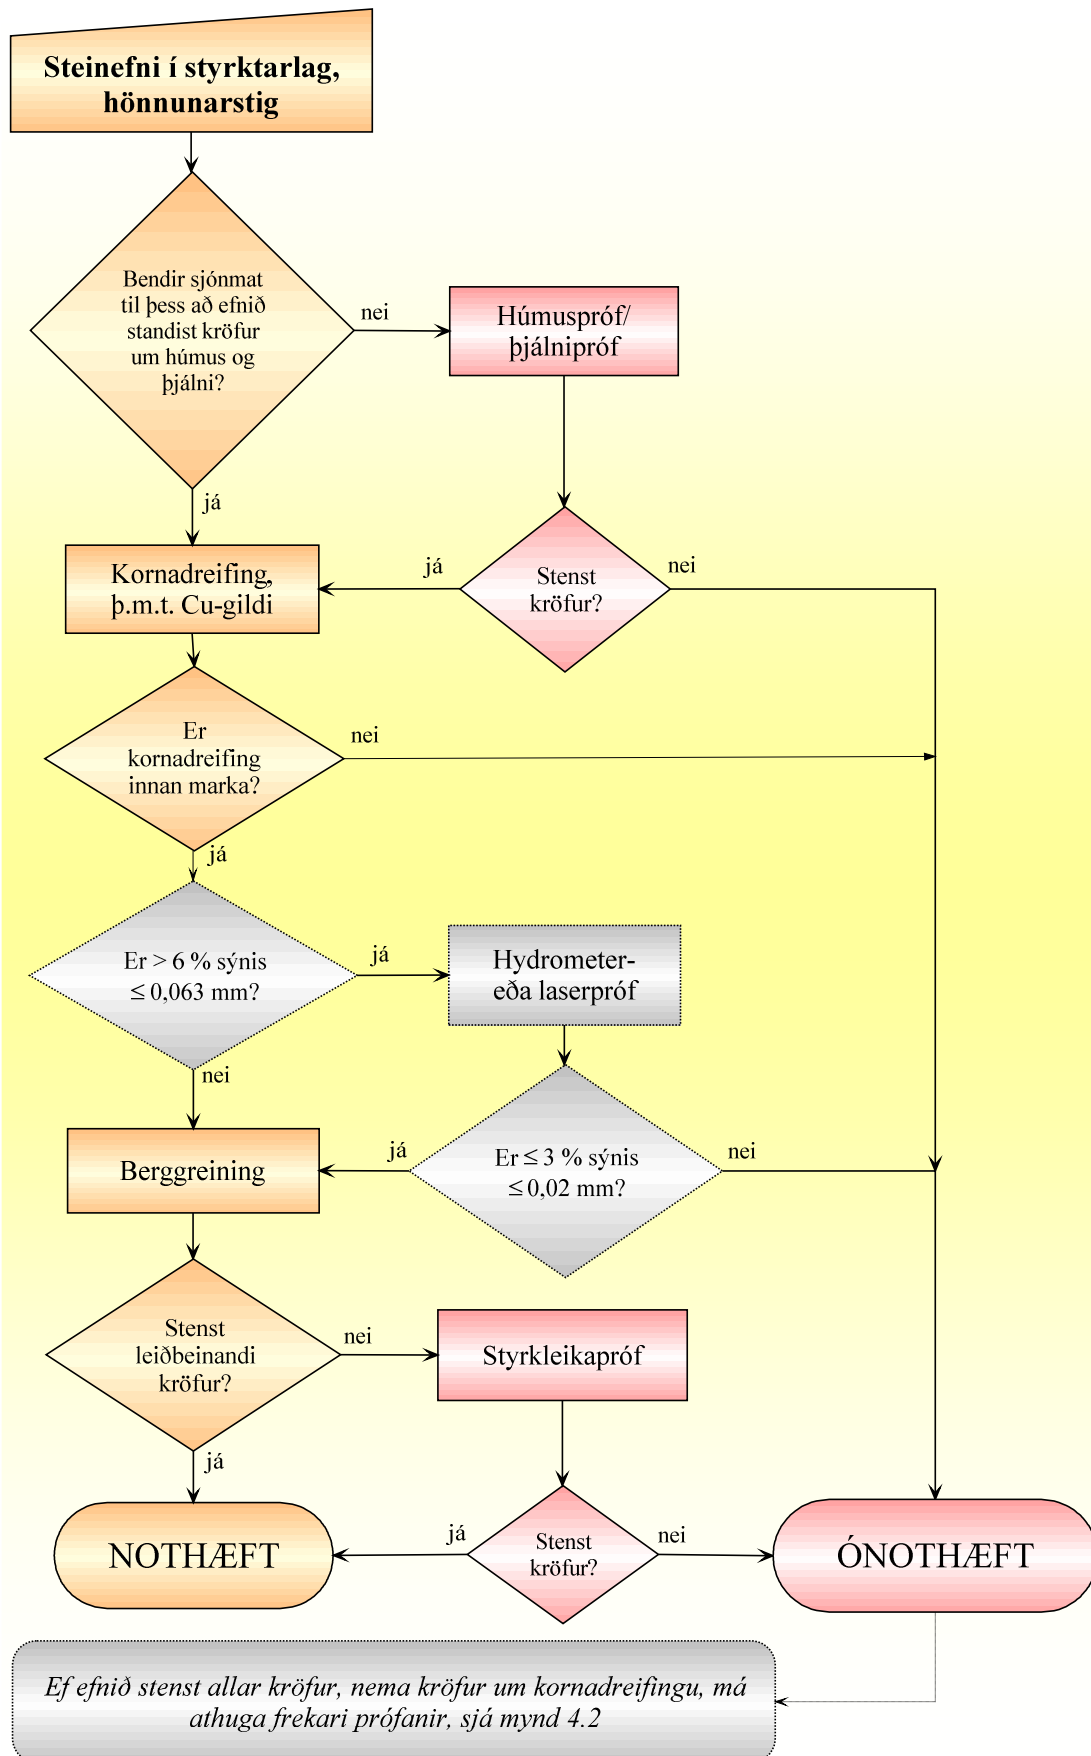 Steinefni í styrktarlag,
hönnunarstig
Bendir sjónmat
til þess að efnið
standist kröfur
um húmus og
þjálni?
nei
Húmuspróf/
þjálnipróf
já
Kornadreifing,
þ.m.t. Cu-gildi
já
Stenst
kröfur?
nei
Er
kornadreifing
innan marka?
nei
já
Er > 6 % sýnis
≤ 0,063 mm?
já
Hydrometer-
eða laserpróf
nei
Berggreining
já
Er ≤ 3 % sýnis
≤ 0,02 mm?
nei
Stenst
leiðbeinandi
kröfur?
nei
Styrkleikapróf
já
NOTHÆFT
já
Stenst
kröfur?
nei
ÓNOTHÆFT
Ef efnið stenst allar kröfur, nema kröfur um kornadreifingu, má
athuga frekari prófanir, sjá mynd 4.2